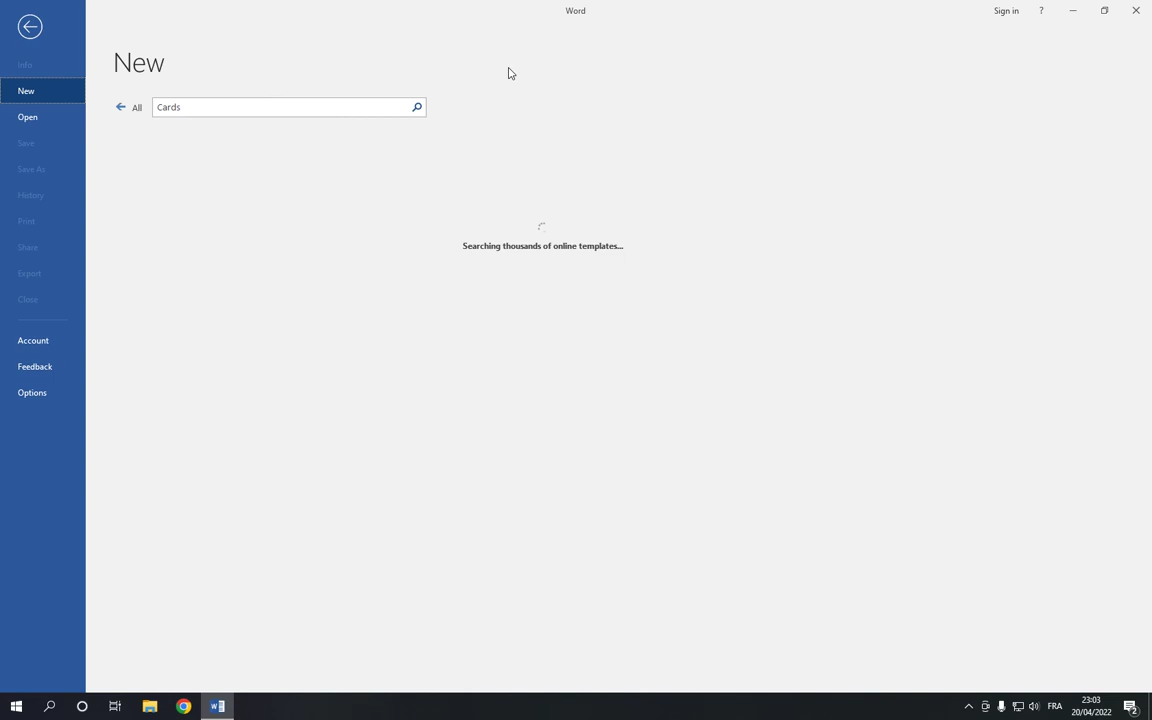 Word
Sign in
?
Info
New
Open
Save
Save As
History
Print
Share
Export
Close
Account
Feedback
Options
New
All
Cards
Searching thousands of online templates...
FRA
23:03
20/04/2022
2